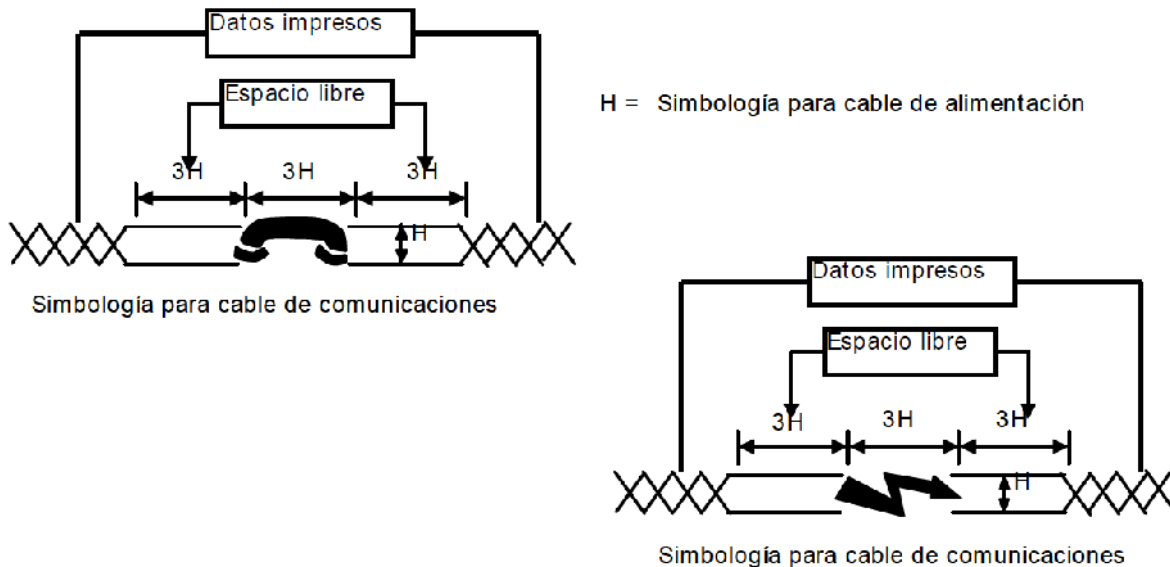 Datos impresos
Espacio libre
H = Simbología para cable de alimentación
3H 3H 3H
H
Simbología para cable de comunicaciones
Datos impresos
Espacio libre
3H 3H 3H
H
Simbología para cable de comunicaciones